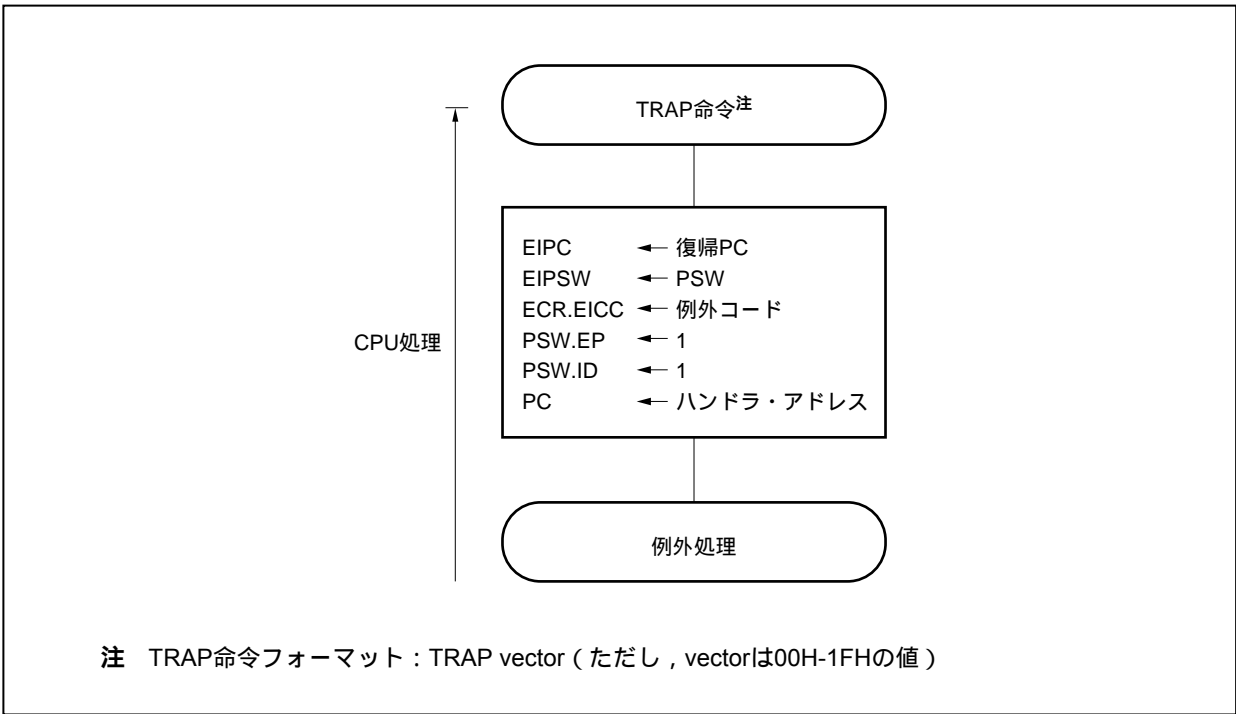 TRAP命令注
EIPC ← 復帰PC
EIPSW ← PSW
ECR.EICC ← 例外コード
CPU処理
PSW.EP ← 1
PSW.ID ← 1
PC ← ハンドラ・アドレス
例外処理
注 TRAP命令フォーマット：TRAP vector（ただし，vectorは00H-1FHの値）